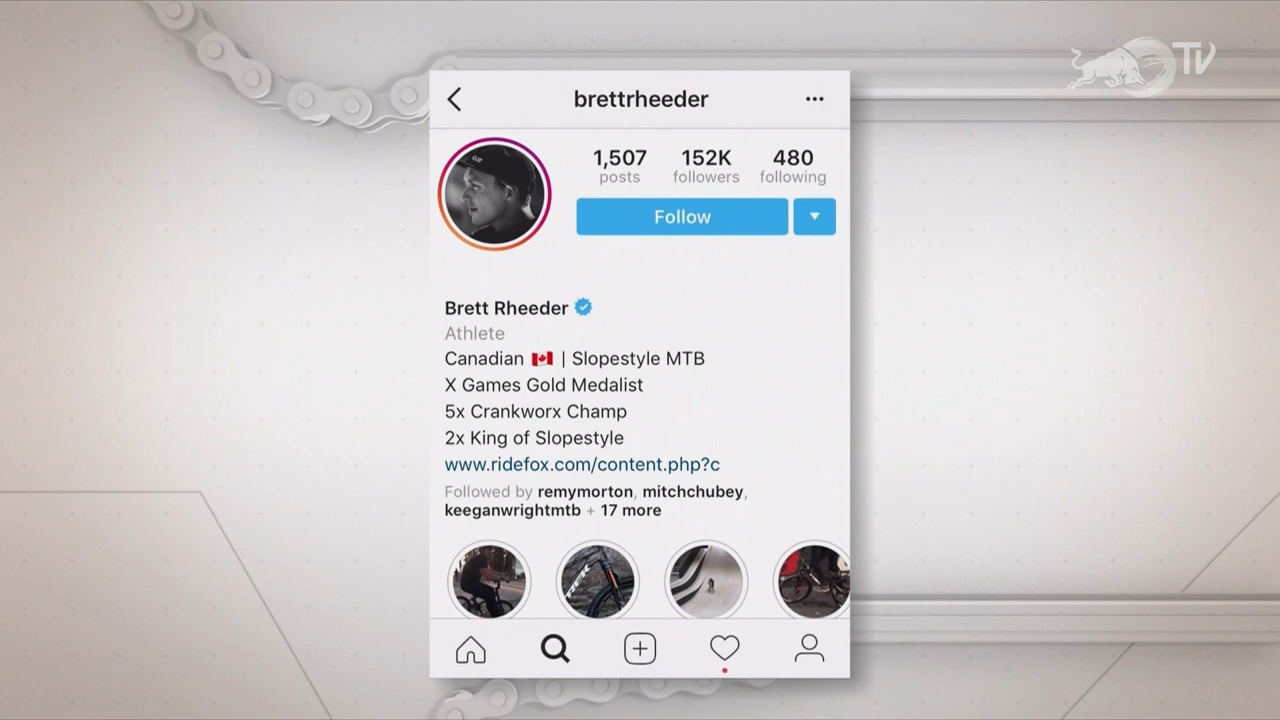 TV
brettrheeder
1,507 152K 480
posts followers following
Follow
Brett Rheeder
Athlete
Canadian 🇨🇦 | Slopestyle MTB
X Games Gold Medalist
5x Crankworx Champ
2x King of Slopestyle
www.ridefox.com/content.php?c
Followed by remymorton, mitchchubey,
keeganwrightmtb + 17 more
TREK